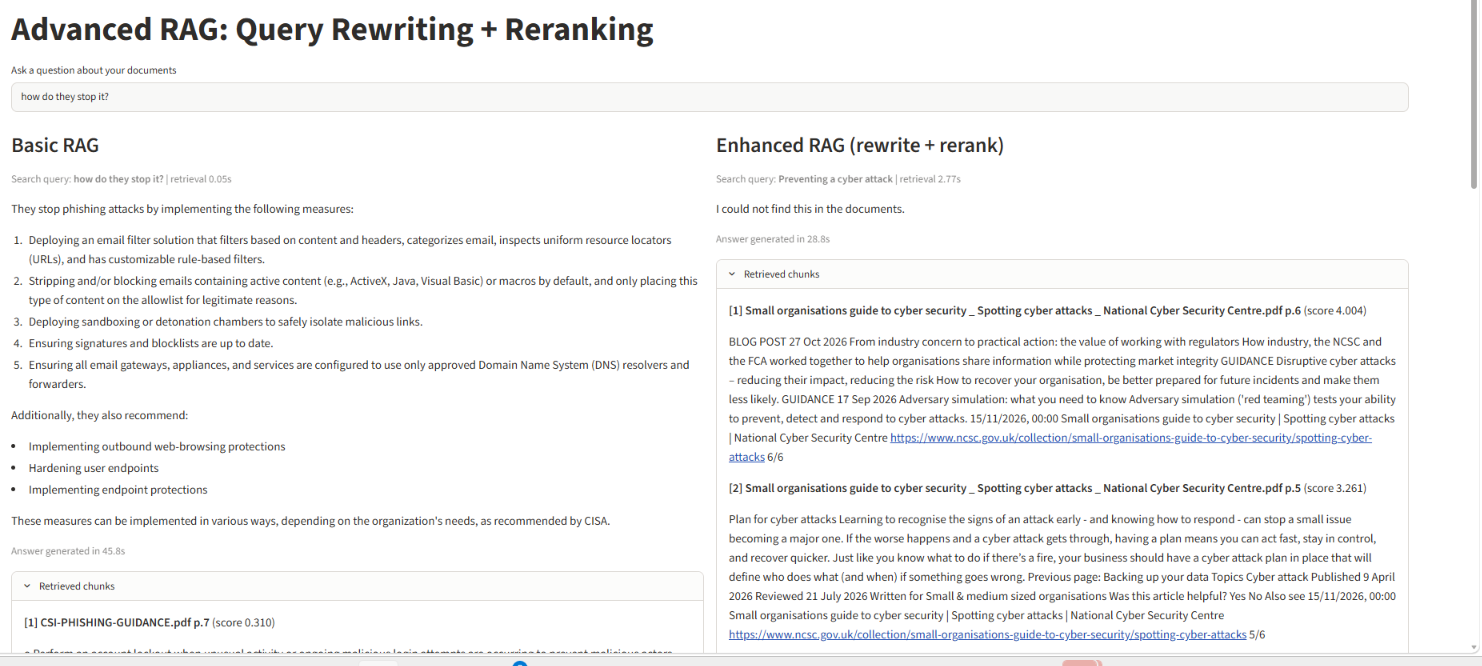 Advanced RAG: Query Rewriting + Reranking
Ask a question about your documents
how do they stop it?
Basic RAG
Search query: how do they stop it? | retrieval 0.05s
They stop phishing attacks by implementing the following measures:
1. Deploying an email filter solution that filters based on content and headers, categorizes email, inspects uniform resource locators
(URLs), and has customizable rule-based filters.
2. Stripping and/or blocking emails containing active content (e.g., ActiveX, Java, Visual Basic) or macros by default, and only placing this
type of content on the allowlist for legitimate reasons.
3. Deploying sandboxing or detonation chambers to safely isolate malicious links.
4. Ensuring signatures and blocklists are up to date.
5. Ensuring all email gateways, appliances, and services are configured to use only approved Domain Name System (DNS) resolvers and
forwarders.
Additionally, they also recommend:
• Implementing outbound web-browsing protections
• Hardening user endpoints
• Implementing endpoint protections
These measures can be implemented in various ways, depending on the organization's needs, as recommended by CISA.
Answer generated in 45.8s
Retrieved chunks
[1] CSI-PHISHING-GUIDANCE.pdf p.7 (score 0.310)
Enhanced RAG (rewrite + rerank)
Search query: Preventing a cyber attack | retrieval 2.77s
I could not find this in the documents.
Answer generated in 28.8s
Retrieved chunks
[1] Small organisations guide to cyber security _ Spotting cyber attacks _ National Cyber Security Centre.pdf p.6 (score 4.004)
BLOG POST 27 Oct 2026 From industry concern to practical action: the value of working with regulators How industry, the NCSC and
the FCA worked together to help organisations share information while protecting market integrity GUIDANCE Disruptive cyber attacks
– reducing their impact, reducing the risk How to recover your organisation, be better prepared for future incidents and make them
less likely. GUIDANCE 17 Sep 2026 Adversary simulation: what you need to know Adversary simulation ('red teaming') tests your ability
to prevent, detect and respond to cyber attacks. 15/11/2026, 00:00 Small organisations guide to cyber security | Spotting cyber attacks
| National Cyber Security Centre https://www.ncsc.gov.uk/collection/small-organisations-guide-to-cyber-security/spotting-cyber-
attacks 6/6
[2] Small organisations guide to cyber security _ Spotting cyber attacks _ National Cyber Security Centre.pdf p.5 (score 3.261)
Plan for cyber attacks Learning to recognise the signs of an attack early - and knowing how to respond - can stop a small issue
becoming a major one. If the worse happens and a cyber attack gets through, having a plan means you can act fast, stay in control,
and recover quicker. Just like you know what to do if there's a fire, your business should have a cyber attack plan in place that will
define who does what (and when) if something goes wrong. Previous page: Backing up your data Topics Cyber attack Published 9 April
2026 Reviewed 21 July 2026 Written for Small & medium sized organisations Was this article helpful? Yes No Also see 15/11/2026, 00:00
Small organisations guide to cyber security | Spotting cyber attacks | National Cyber Security Centre
https://www.ncsc.gov.uk/collection/small-organisations-guide-to-cyber-security/spotting-cyber-attacks 5/6